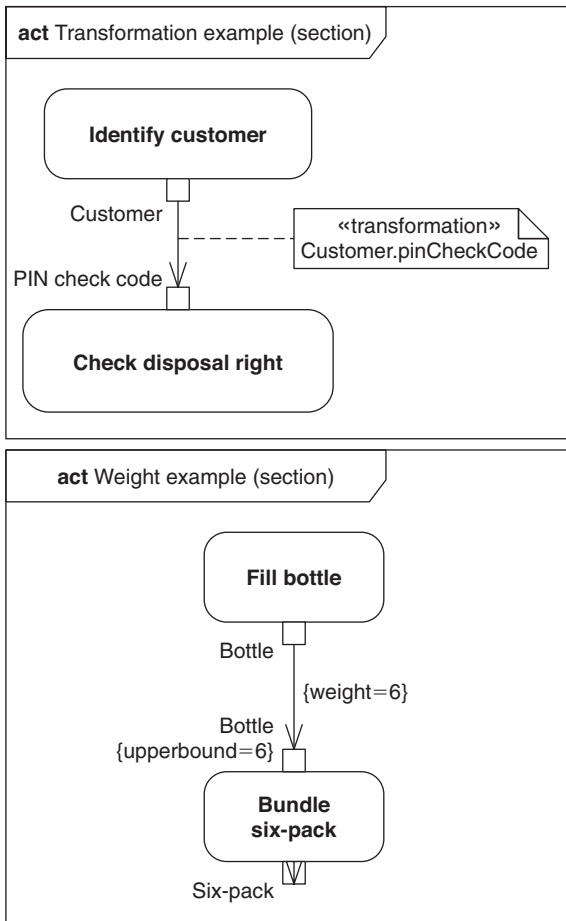 act Transformation example (section)
Identify customer
Customer
«transformation»
Customer.pinCheckCode
PIN check code
Check disposal right
act Weight example (section)
Fill bottle
Bottle
{weight=6}
Bottle
{upperbound=6}
Bundle
six-pack
Six-pack